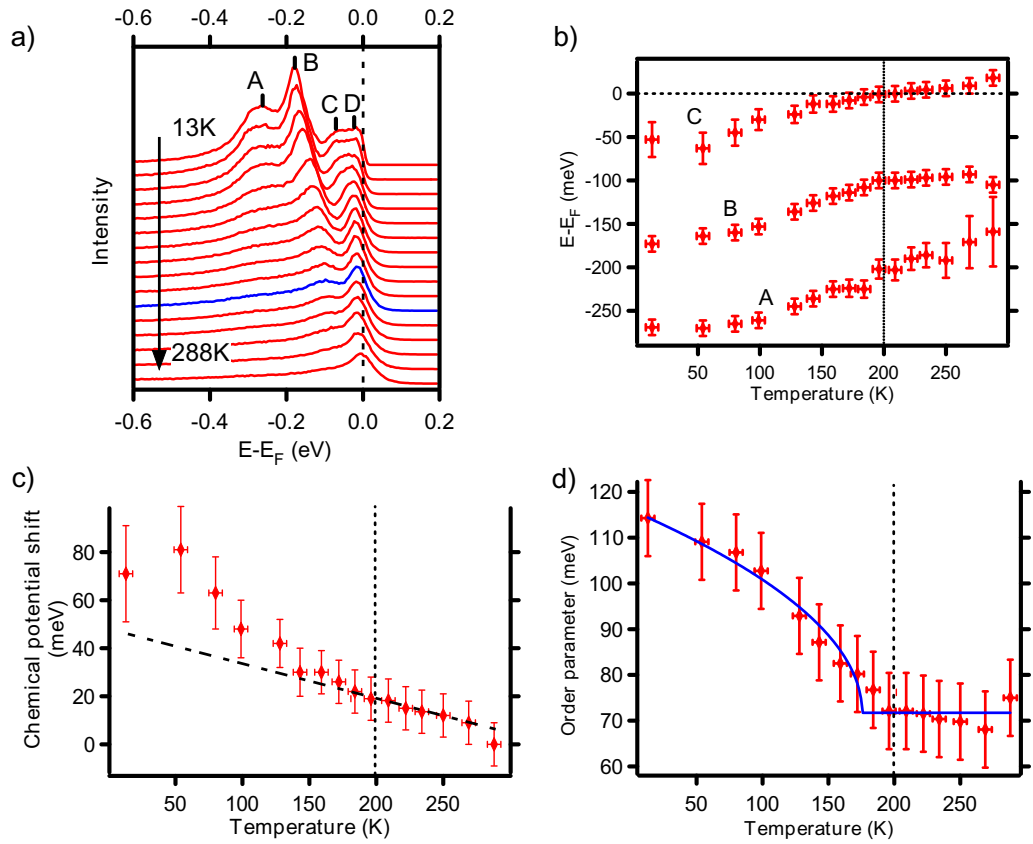 a)
-0.6 -0.4 -0.2 0.0 0.2
A B C D
13K
288K
Intensity
-0.6 -0.4 -0.2 0.0 0.2
E-EF (eV)
b)
0
-50
-100
-150
-200
-250
E-EF (meV)
C
B
A
50 100 150 200 250
Temperature (K)
c)
80
60
40
20
0
Chemical potential shift
(meV)
50 100 150 200 250
Temperature (K)
d)
120
110
100
90
80
70
60
Order parameter (meV)
50 100 150 200 250
Temperature (K)